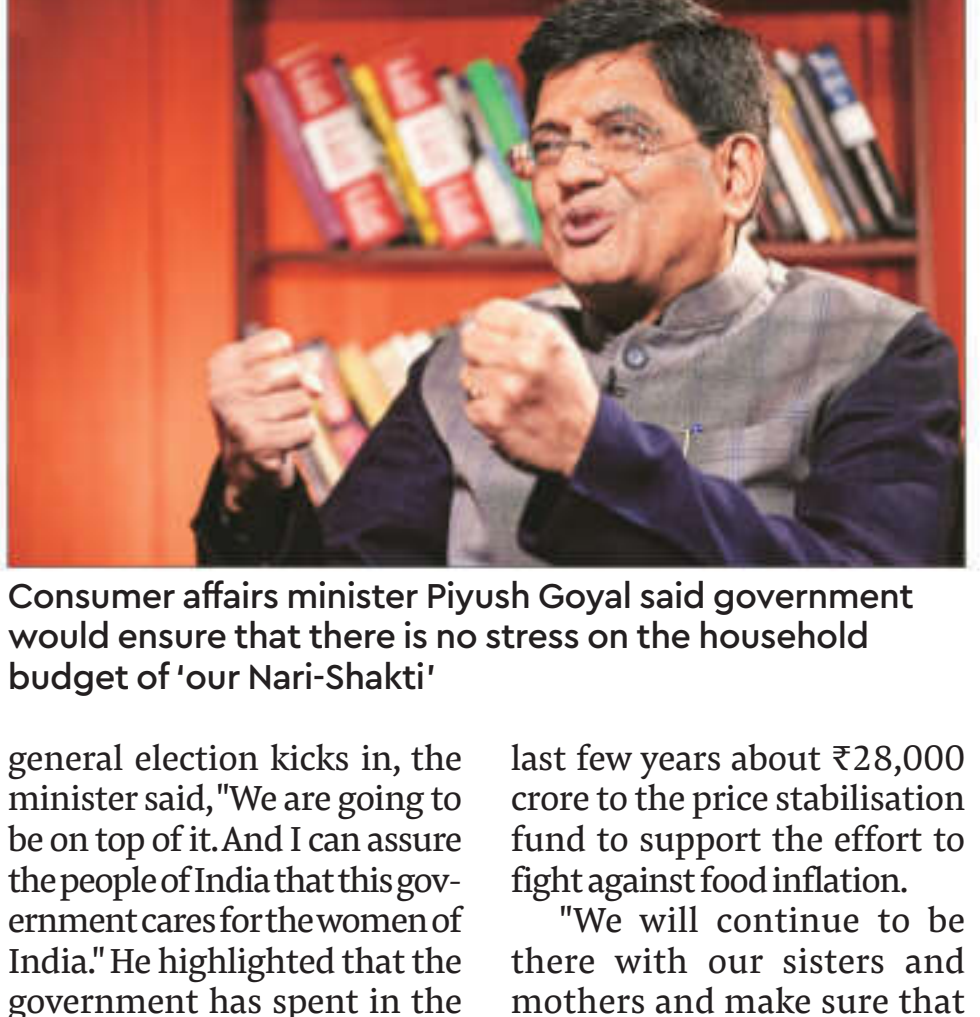 Consumer affairs minister Piyush Goyal said government
would ensure that there is no stress on the household
budget of ‘our Nari-Shakti’
general election kicks in, the
minister said, "We are going to
be on top of it. And I can assure
the people of India that this gov-
ernment cares for the women of
India." He highlighted that the
government has spent in the
last few years about ₹28,000
crore to the price stabilisation
fund to support the effort to
fight against food inflation.
"We will continue to be
there with our sisters and
mothers and make sure that